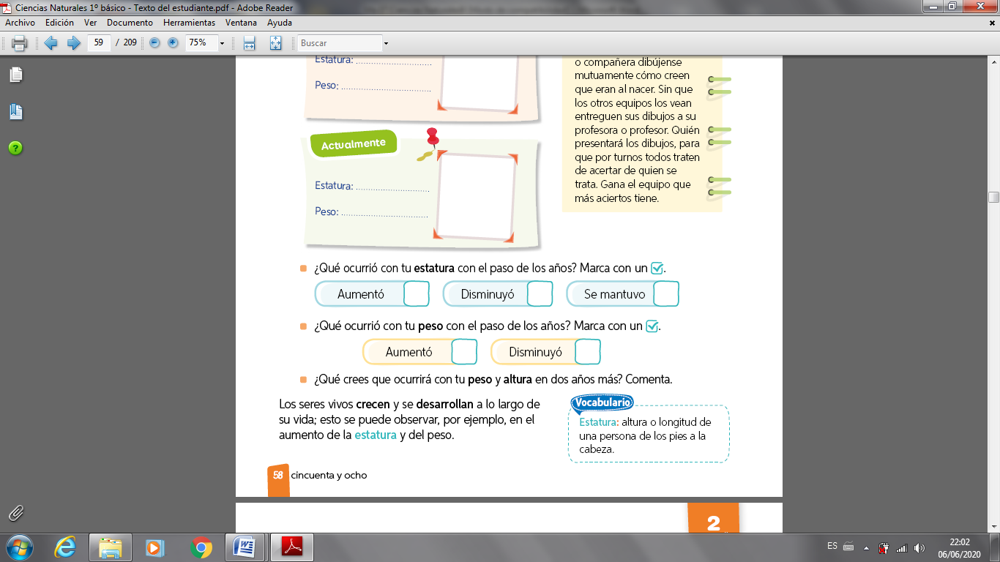 Ciencias Naturales 1º básico - Texto del estudiante.pdf - Adobe Reader
Archivo Edición Ver Documento Herramientas Ventana Ayuda
59 / 209 75% Buscar
Estatura: ..............................
Peso: ..............................
o compañera dibújense
mutuamente cómo creen
que eran al nacer. Sin que
los otros equipos los vean
entreguen sus dibujos a su
profesora o profesor. Quién
presentará los dibujos, para
que por turnos todos traten
de acertar de quien se
trata. Gana el equipo que
más aciertos tiene.
Actualmente
Estatura: ..............................
Peso: ..............................
¿Qué ocurrió con tu estatura con el paso de los años? Marca con un ☑.
Aumentó Disminuyó Se mantuvo
¿Qué ocurrió con tu peso con el paso de los años? Marca con un ☑.
Aumentó Disminuyó
¿Qué crees que ocurrirá con tu peso y altura en dos años más? Comenta.
Los seres vivos crecen y se desarrollan a lo largo de
su vida; esto se puede observar, por ejemplo, en el
aumento de la estatura y del peso.
Vocabulario
Estatura: altura o longitud de
una persona de los pies a la
cabeza.
58 cincuenta y ocho
2
ES
22:02
06/06/2020